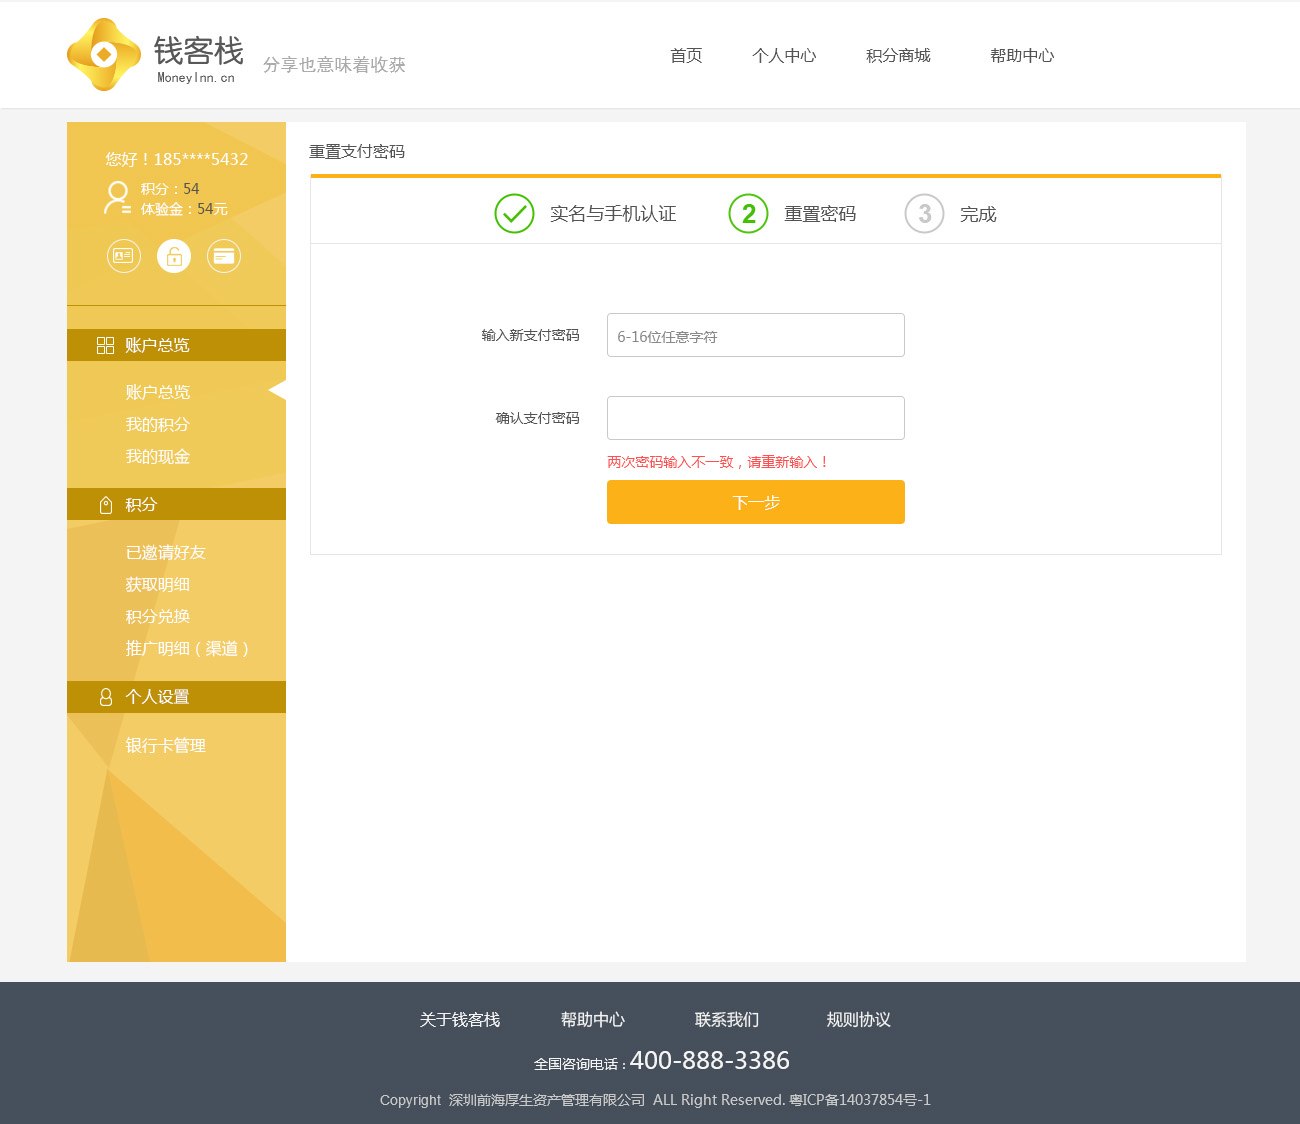 钱客栈
MoneyInn.cn
分享也意味着收获
首页 个人中心 积分商城 帮助中心
您好！185****5432
积分：54
体验金：54元
账户总览
账户总览
我的积分
我的现金
积分
已邀请好友
获取明细
积分兑换
推广明细（渠道）
个人设置
银行卡管理
重置支付密码
实名与手机认证 2 重置密码 3 完成
输入新支付密码 6-16位任意字符
确认支付密码
两次密码输入不一致，请重新输入！
下一步
关于钱客栈 帮助中心 联系我们 规则协议
全国咨询电话：400-888-3386
Copyright 深圳前海厚生资产管理有限公司 ALL Right Reserved. 粤ICP备14037854号-1